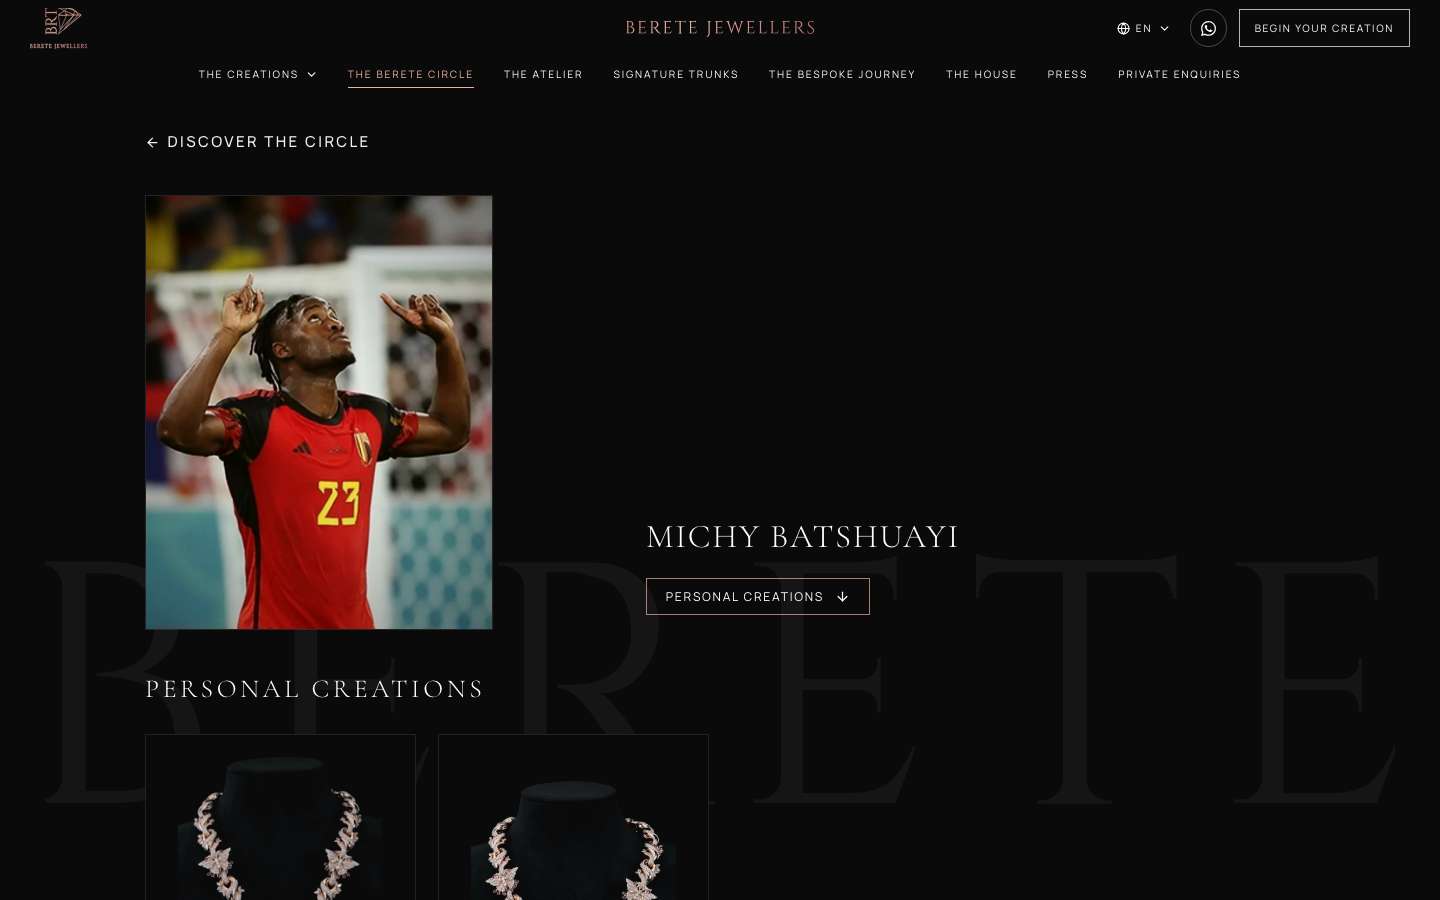 BRT
BERETE JEWELLERS
BERETE JEWELLERS
EN
BEGIN YOUR CREATION
THE CREATIONS
THE BERETE CIRCLE
THE ATELIER
SIGNATURE TRUNKS
THE BESPOKE JOURNEY
THE HOUSE
PRESS
PRIVATE ENQUIRIES
← DISCOVER THE CIRCLE
23
MICHY BATSHUAYI
PERSONAL CREATIONS ↓
BERETE
PERSONAL CREATIONS